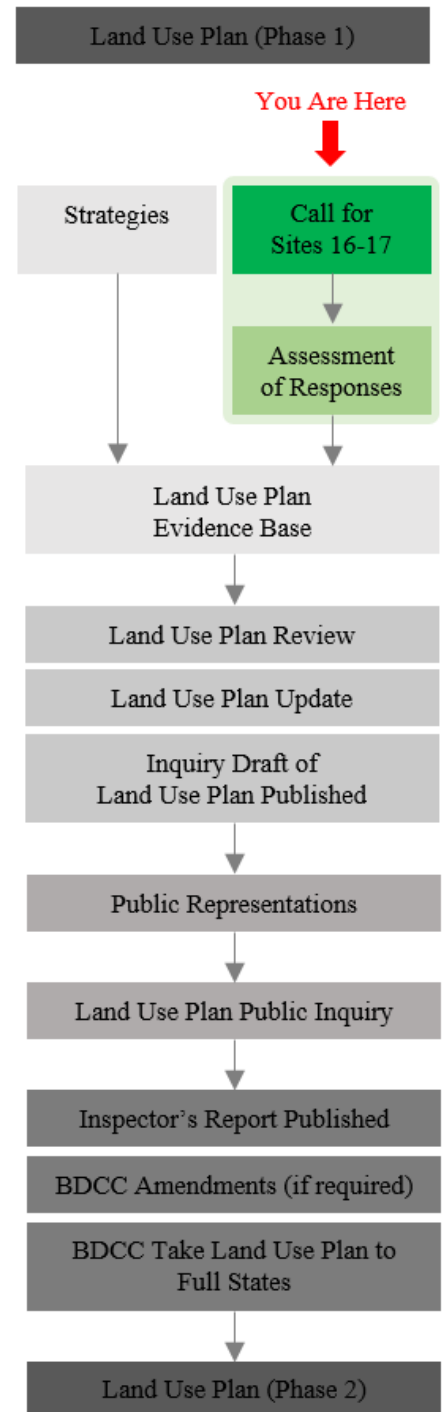 Land Use Plan (Phase 1)
You Are Here
Strategies
Call for
Sites 16-17
Assessment
of Responses
Land Use Plan
Evidence Base
Land Use Plan Review
Land Use Plan Update
Inquiry Draft of
Land Use Plan Published
Public Representations
Land Use Plan Public Inquiry
Inspector’s Report Published
BDCC Amendments (if required)
BDCC Take Land Use Plan to
Full States
Land Use Plan (Phase 2)